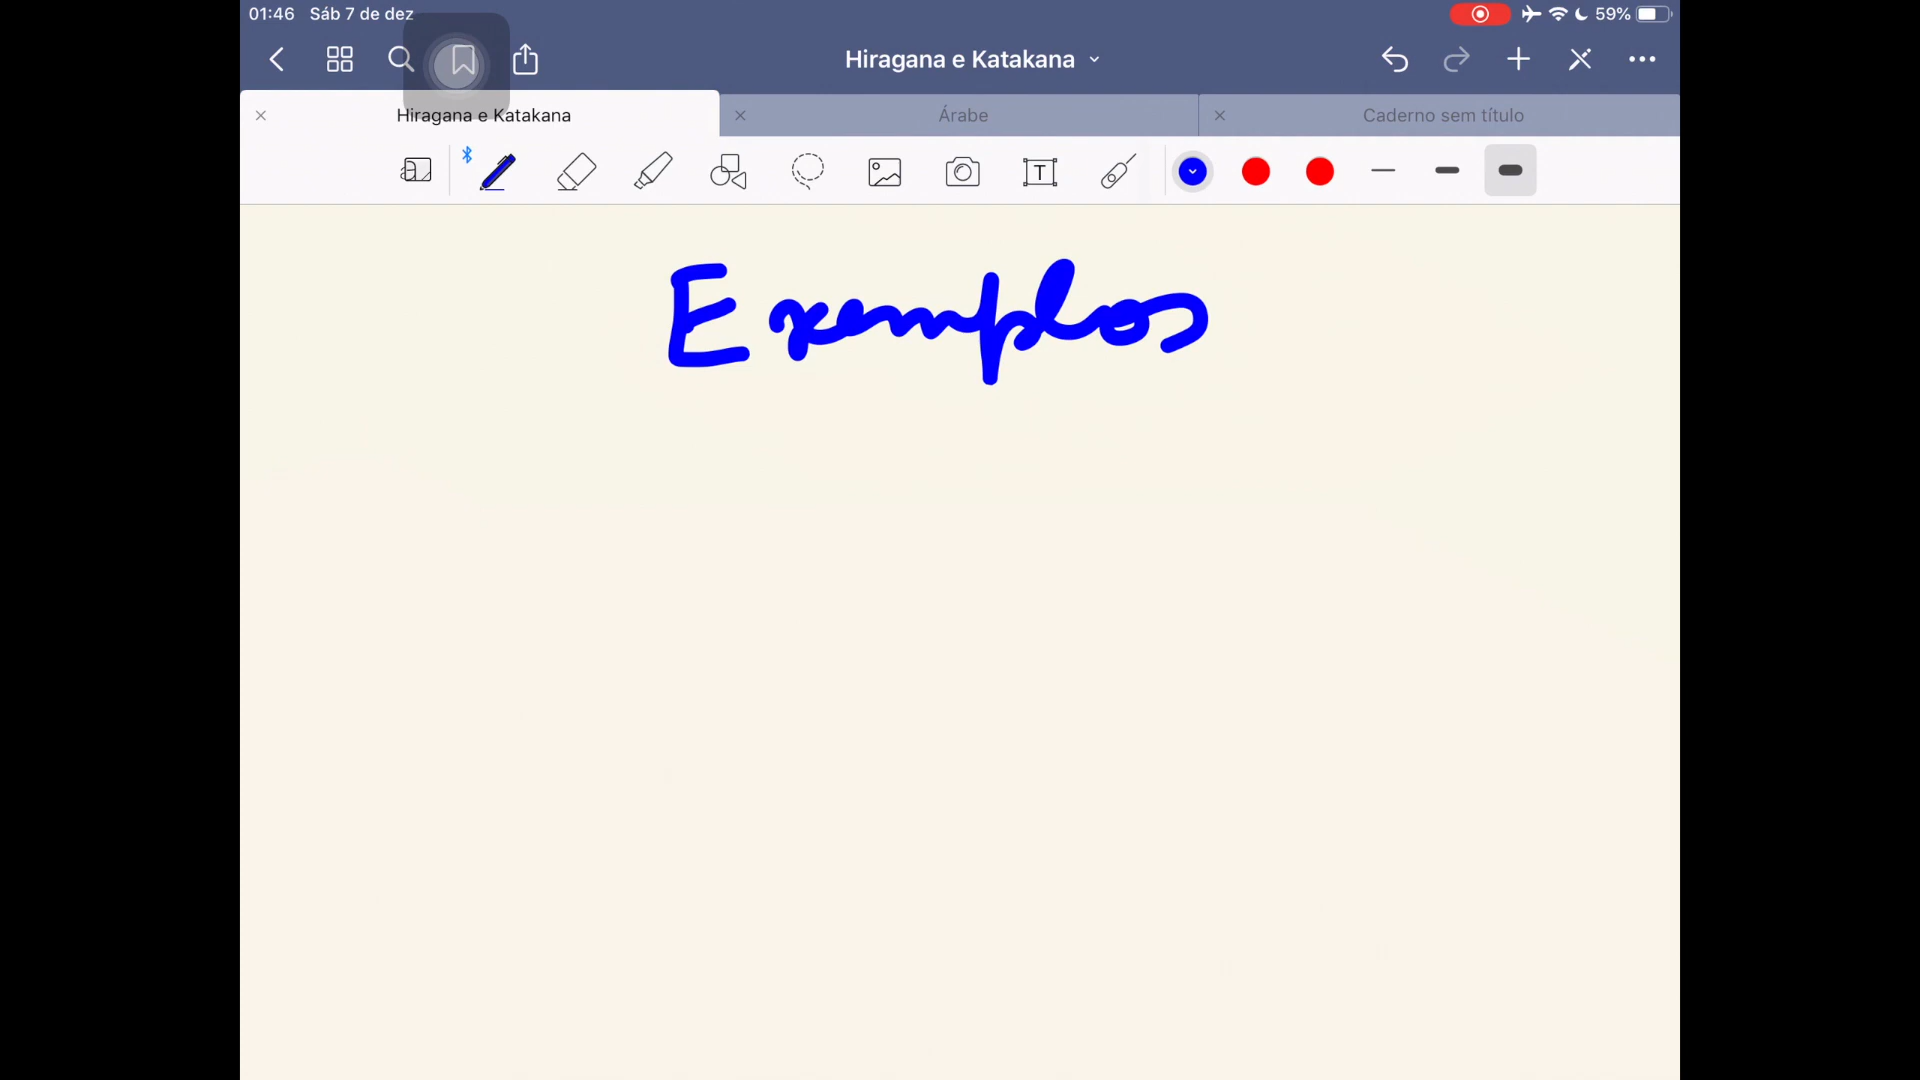 01:46 Sáb 7 de dez 59%
Hiragana e Katakana
Hiragana e Katakana Árabe Caderno sem título
T
Exemplos